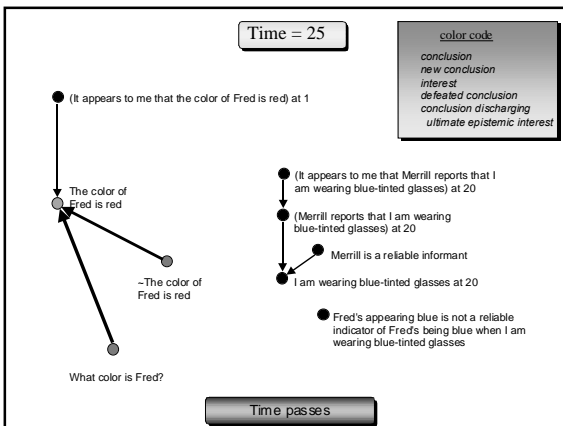 Time = 25
color code
conclusion
new conclusion
interest
defeated conclusion
conclusion discharging
ultimate epistemic interest
(It appears to me that the color of Fred is red) at 1
The color of
Fred is red
~The color of
Fred is red
What color is Fred?
(It appears to me that Merrill reports that I
am wearing blue-tinted glasses) at 20
(Merrill reports that I am wearing
blue-tinted glasses) at 20
Merrill is a reliable informant
I am wearing blue-tinted glasses at 20
Fred's appearing blue is not a reliable
indicator of Fred's being blue when I am
wearing blue-tinted glasses
Time passes